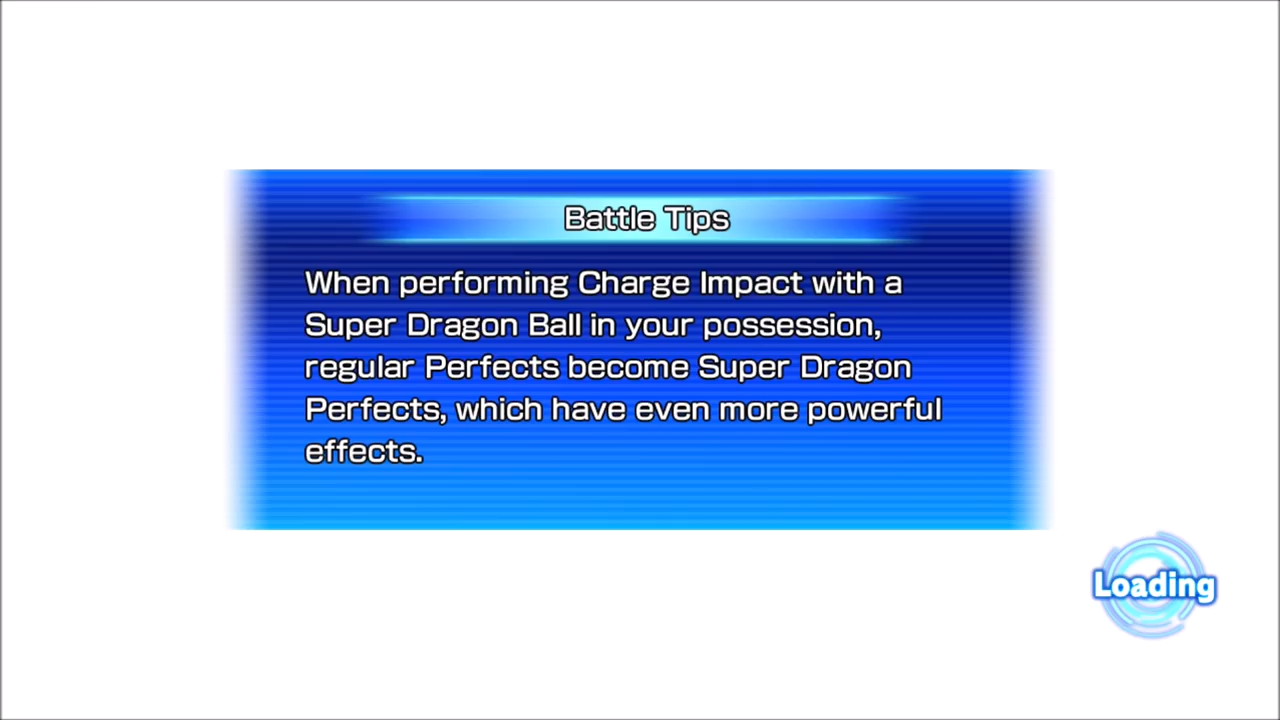 Battle Tips
When performing Charge Impact with a
Super Dragon Ball in your possession,
regular Perfects become Super Dragon
Perfects, which have even more powerful
effects.
Loading